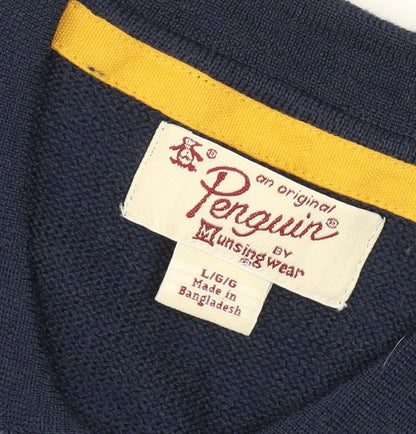 an original
Penguin®
BY
Munsingwear
L/G/G
Made in
Bangladesh